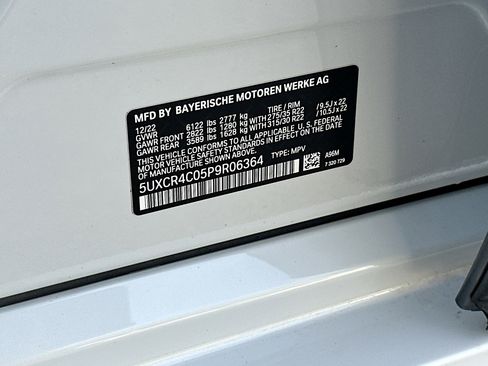 MFD BY BAYERISCHE MOTOREN WERKE AG
12/22 TIRE / RIM
GVWR 6122 lbs 2777 kg
GAWR FRONT 2822 lbs 1280 kg WITH 275/35 R22 /9.5J x 22
GAWR REAR 3589 lbs 1628 kg WITH 315/30 R22 /10.5J x 22
THIS VEHICLE CONFORMS TO ALL APPLICABLE U. S. FEDERAL
MOTOR VEHICLE SAFETY STANDARDS IN EFFECT ON THE DATE
OF MANUFACTURE SHOWN ABOVE.
5UXCR4C05P9R06364 TYPE: MPV
A96M
7 320 729